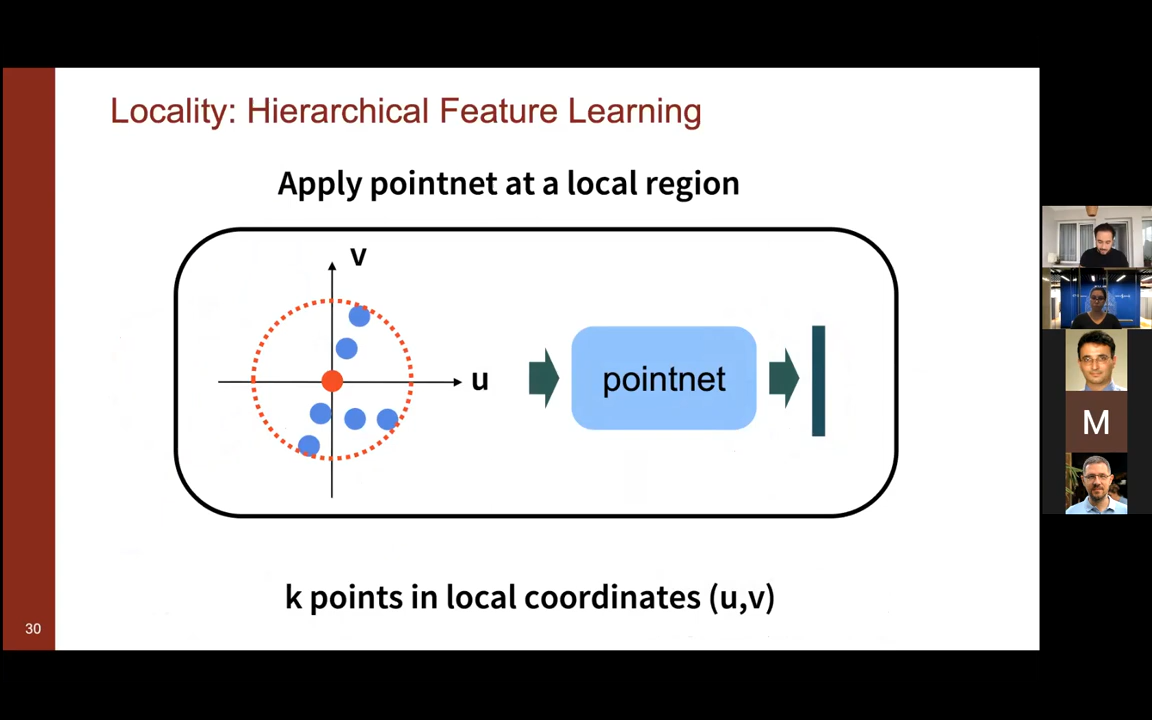 Locality: Hierarchical Feature Learning
Apply pointnet at a local region
v
u
pointnet
k points in local coordinates (u,v)
30
M